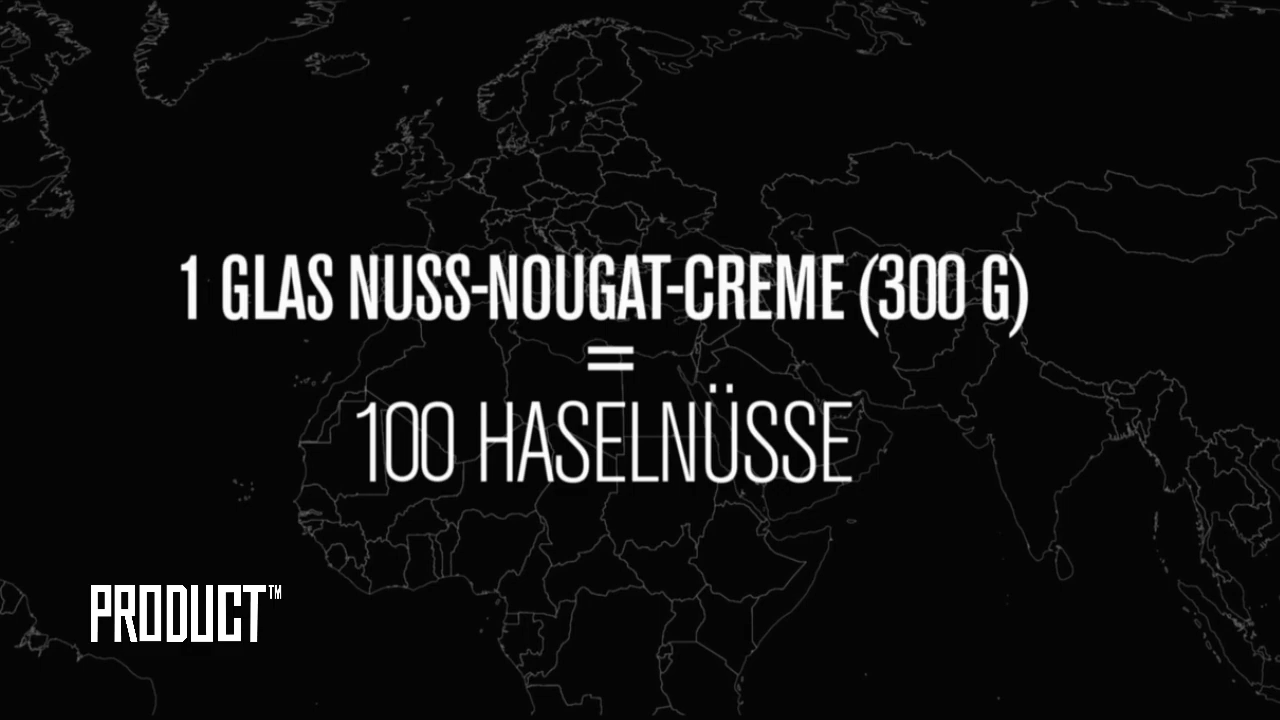 1 GLAS NUSS-NOUGAT-CREME (300 G)
=
100 HASELNÜSSE
PRODUCT™